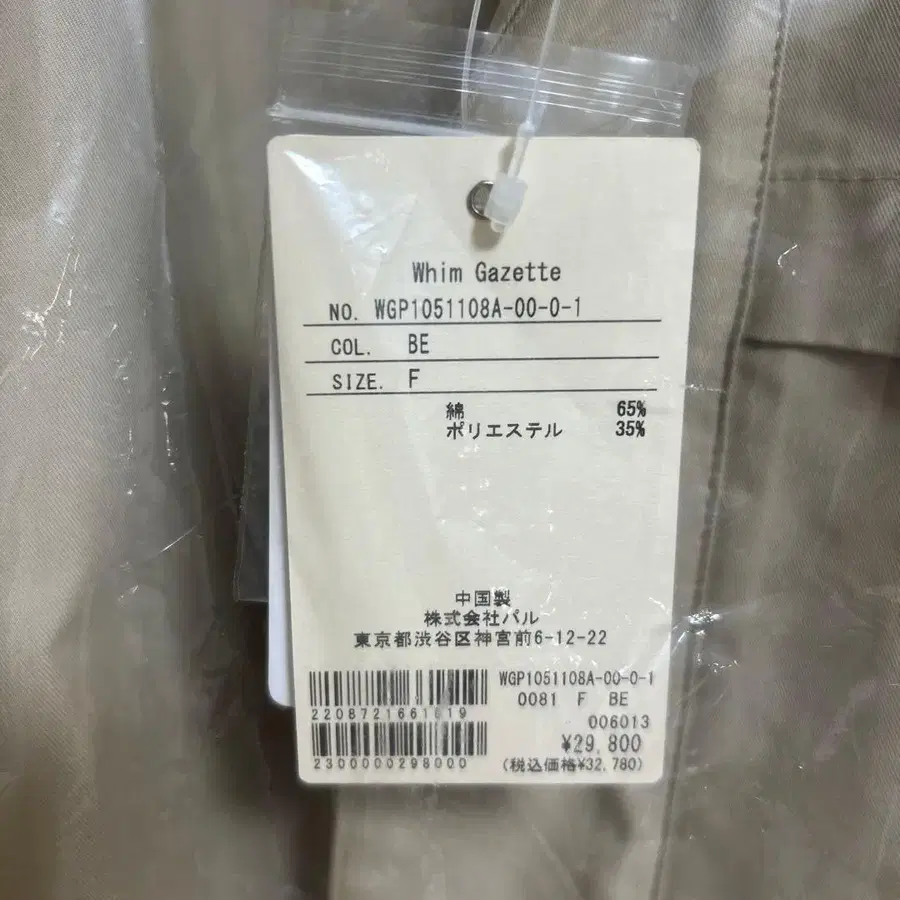 Whim Gazette
NO. WGP1051108A-00-0-1
COL. BE
SIZE. F
綿 65%
ポリエステル 35%
中国製
株式会社パル
東京都渋谷区神宮前6-12-22
WGP1051108A-00-0-1
2208721661619
0081 F BE
006013
¥29,800
2300000298000
(税込価格¥32,780)